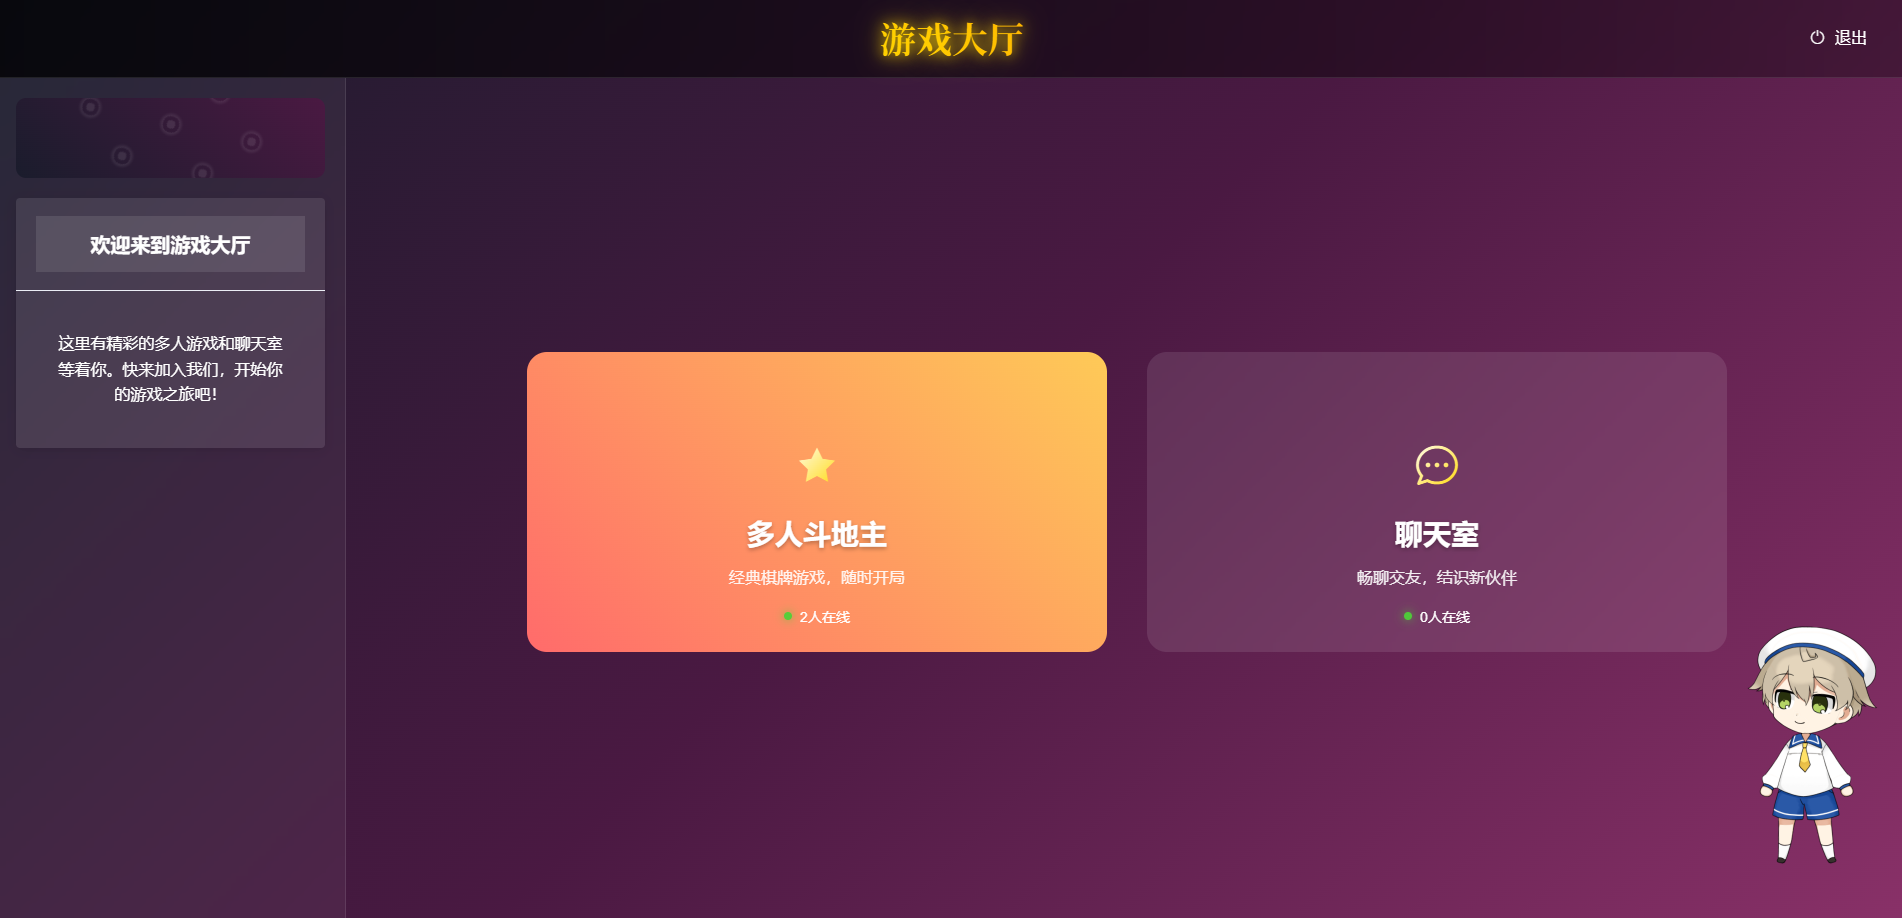 游戏大厅
退出
欢迎来到游戏大厅
这里有精彩的多人游戏和聊天室
等着你。快来加入我们，开始你
的游戏之旅吧！
多人斗地主
经典棋牌游戏，随时开局
2人在线
聊天室
畅聊交友，结识新伙伴
0人在线